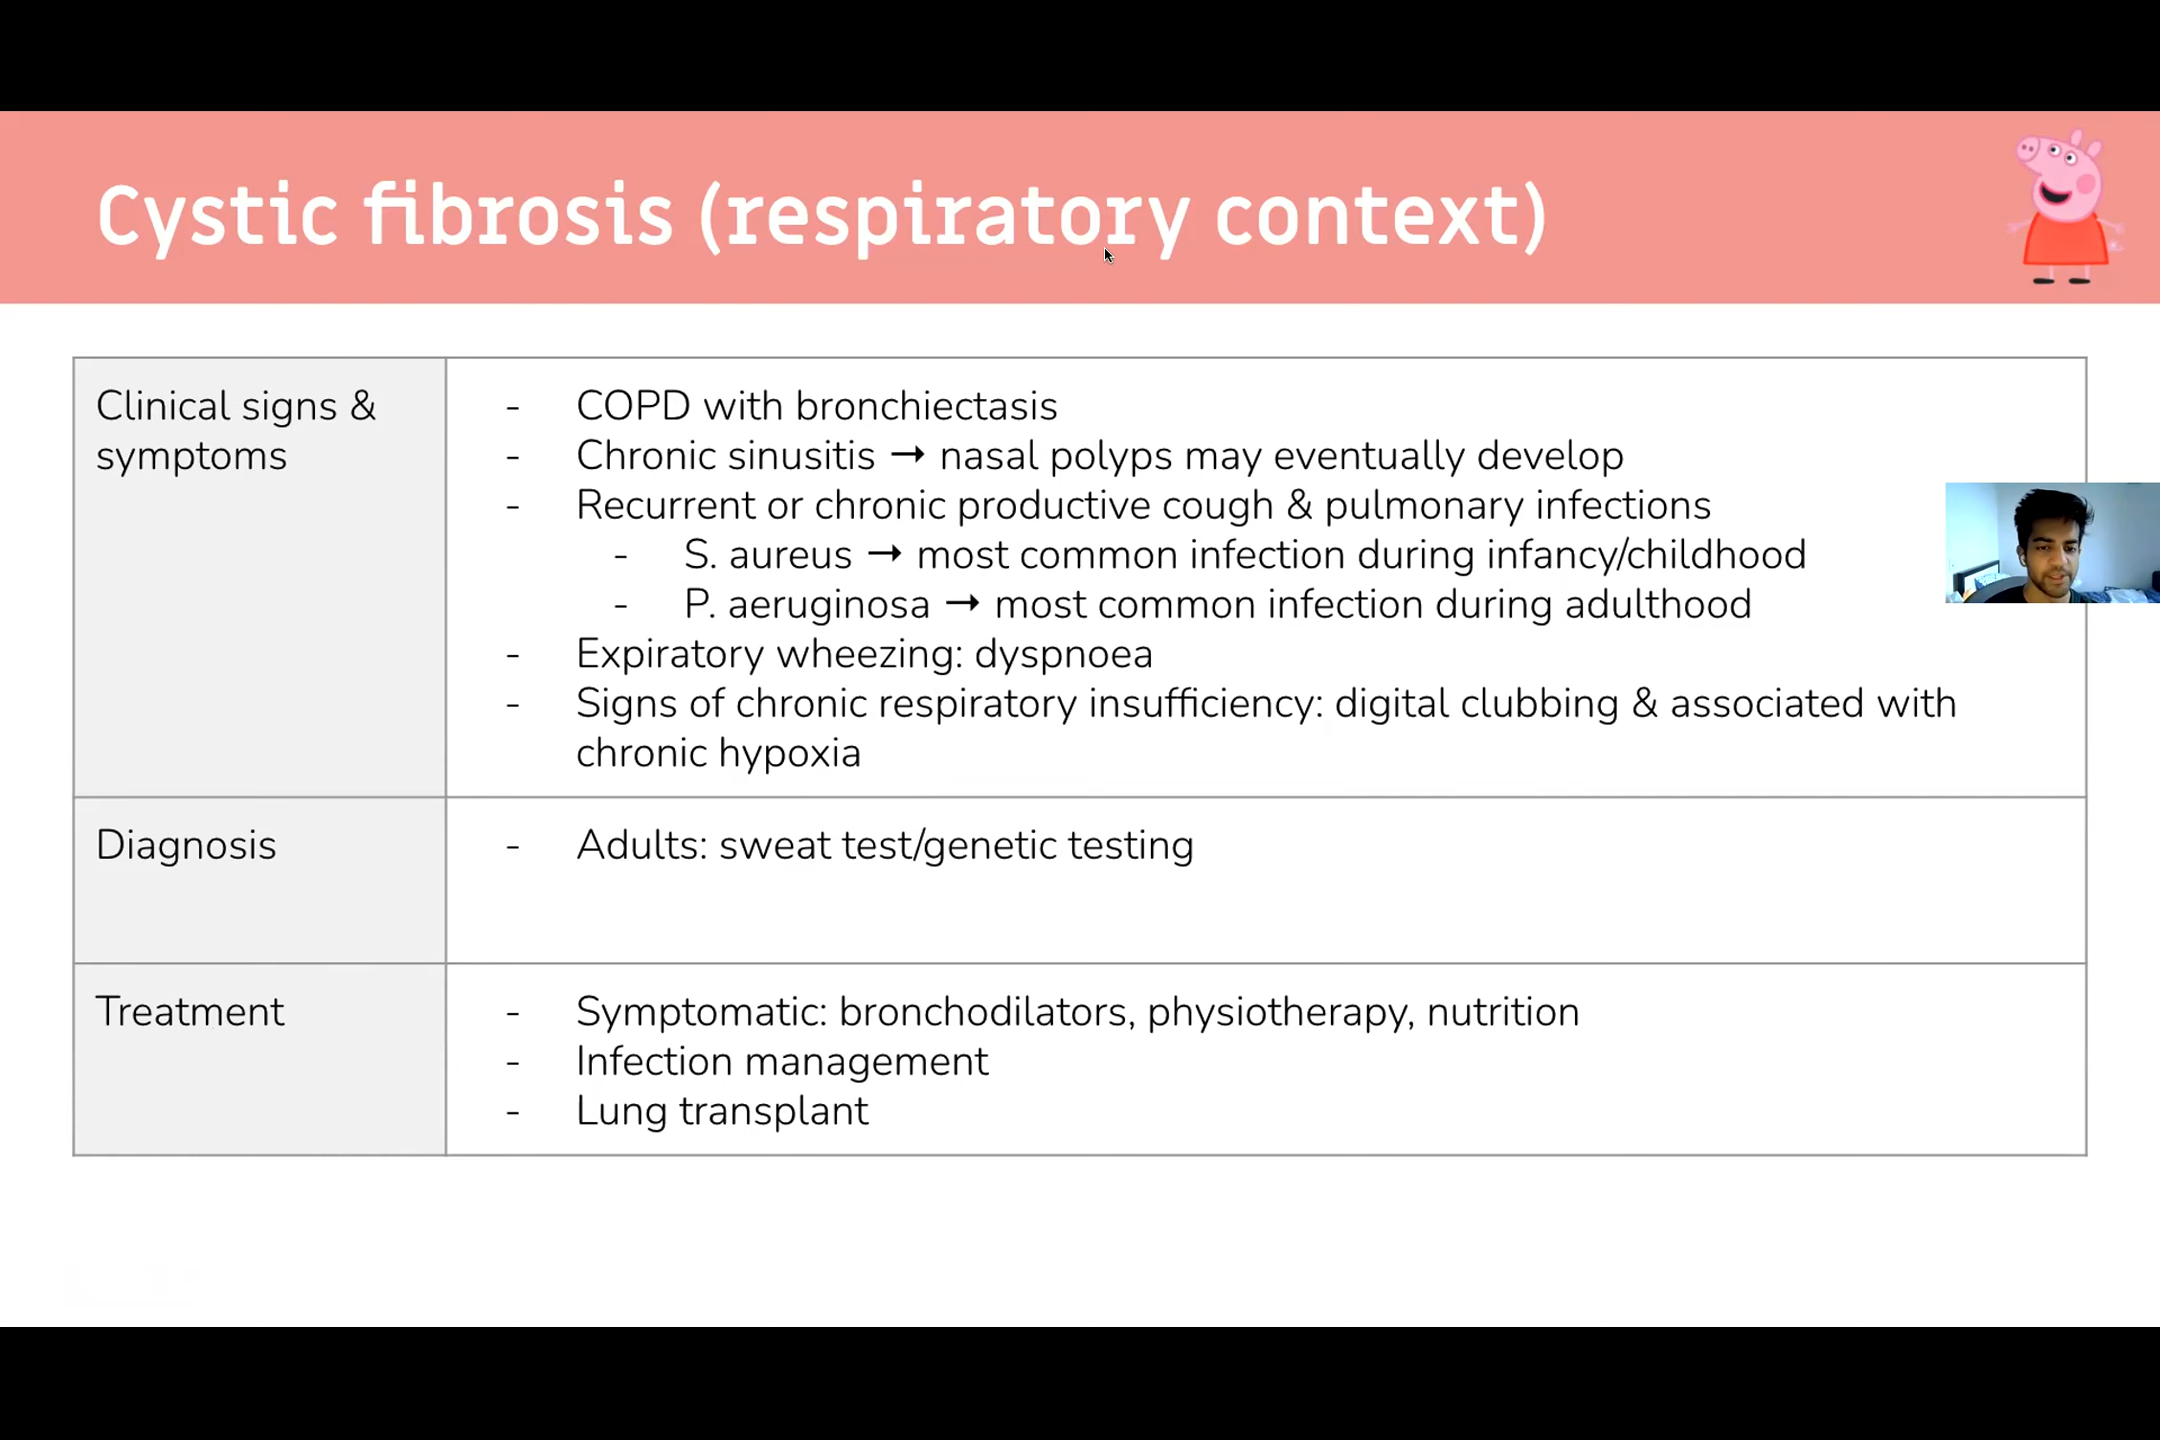 Cystic fibrosis (respiratory context)
Clinical signs &
symptoms
- COPD with bronchiectasis
- Chronic sinusitis → nasal polyps may eventually develop
- Recurrent or chronic productive cough & pulmonary infections
- S. aureus → most common infection during infancy/childhood
- P. aeruginosa → most common infection during adulthood
- Expiratory wheezing: dyspnoea
- Signs of chronic respiratory insufficiency: digital clubbing & associated with
chronic hypoxia
Diagnosis
- Adults: sweat test/genetic testing
Treatment
- Symptomatic: bronchodilators, physiotherapy, nutrition
- Infection management
- Lung transplant